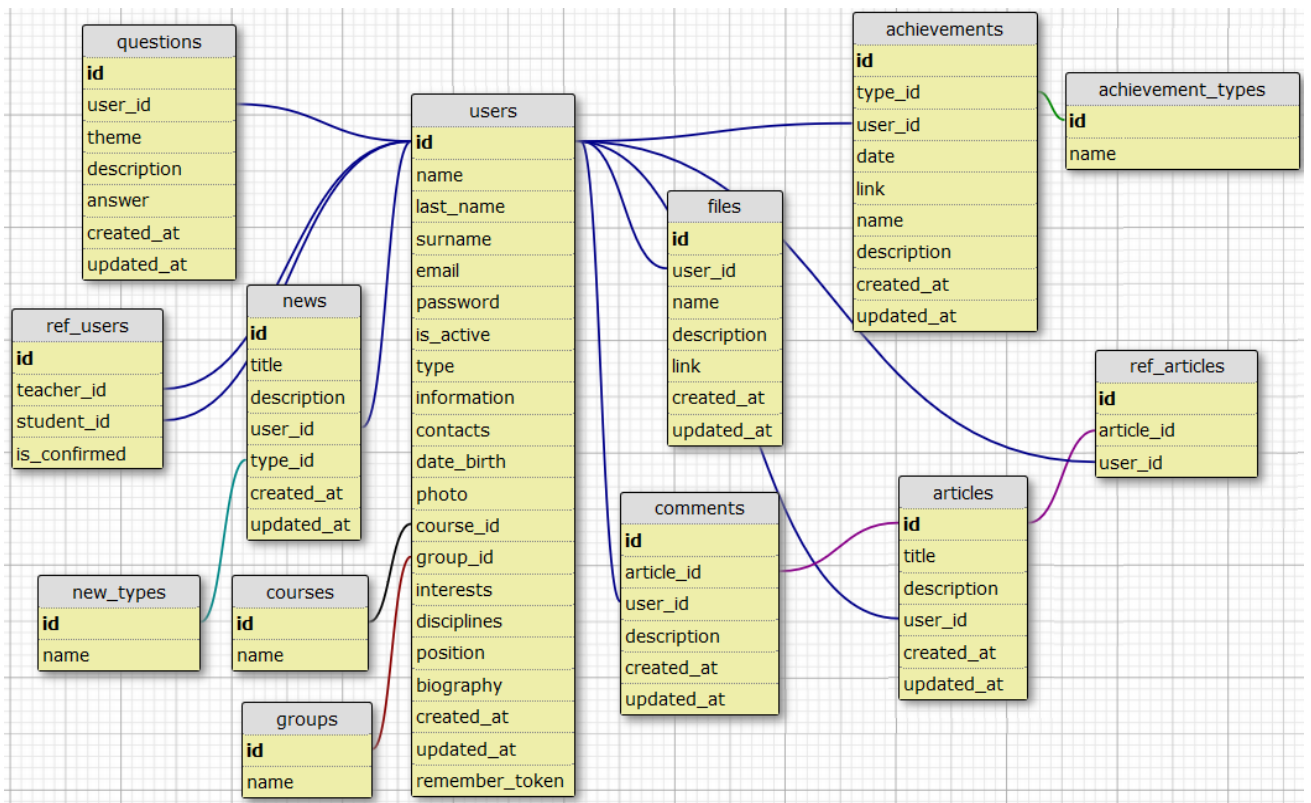 questions
id
user_id
theme
description
answer
created_at
updated_at
ref_users
id
teacher_id
student_id
is_confirmed
news
id
title
description
user_id
type_id
created_at
updated_at
new_types
id
name
courses
id
name
groups
id
name
users
id
name
last_name
surname
email
password
is_active
type
information
contacts
date_birth
photo
course_id
group_id
interests
disciplines
position
biography
created_at
updated_at
remember_token
files
id
user_id
name
description
link
created_at
updated_at
comments
id
article_id
user_id
description
created_at
updated_at
achievements
id
type_id
user_id
date
link
name
description
created_at
updated_at
achievement_types
id
name
ref_articles
id
article_id
user_id
articles
id
title
description
user_id
created_at
updated_at